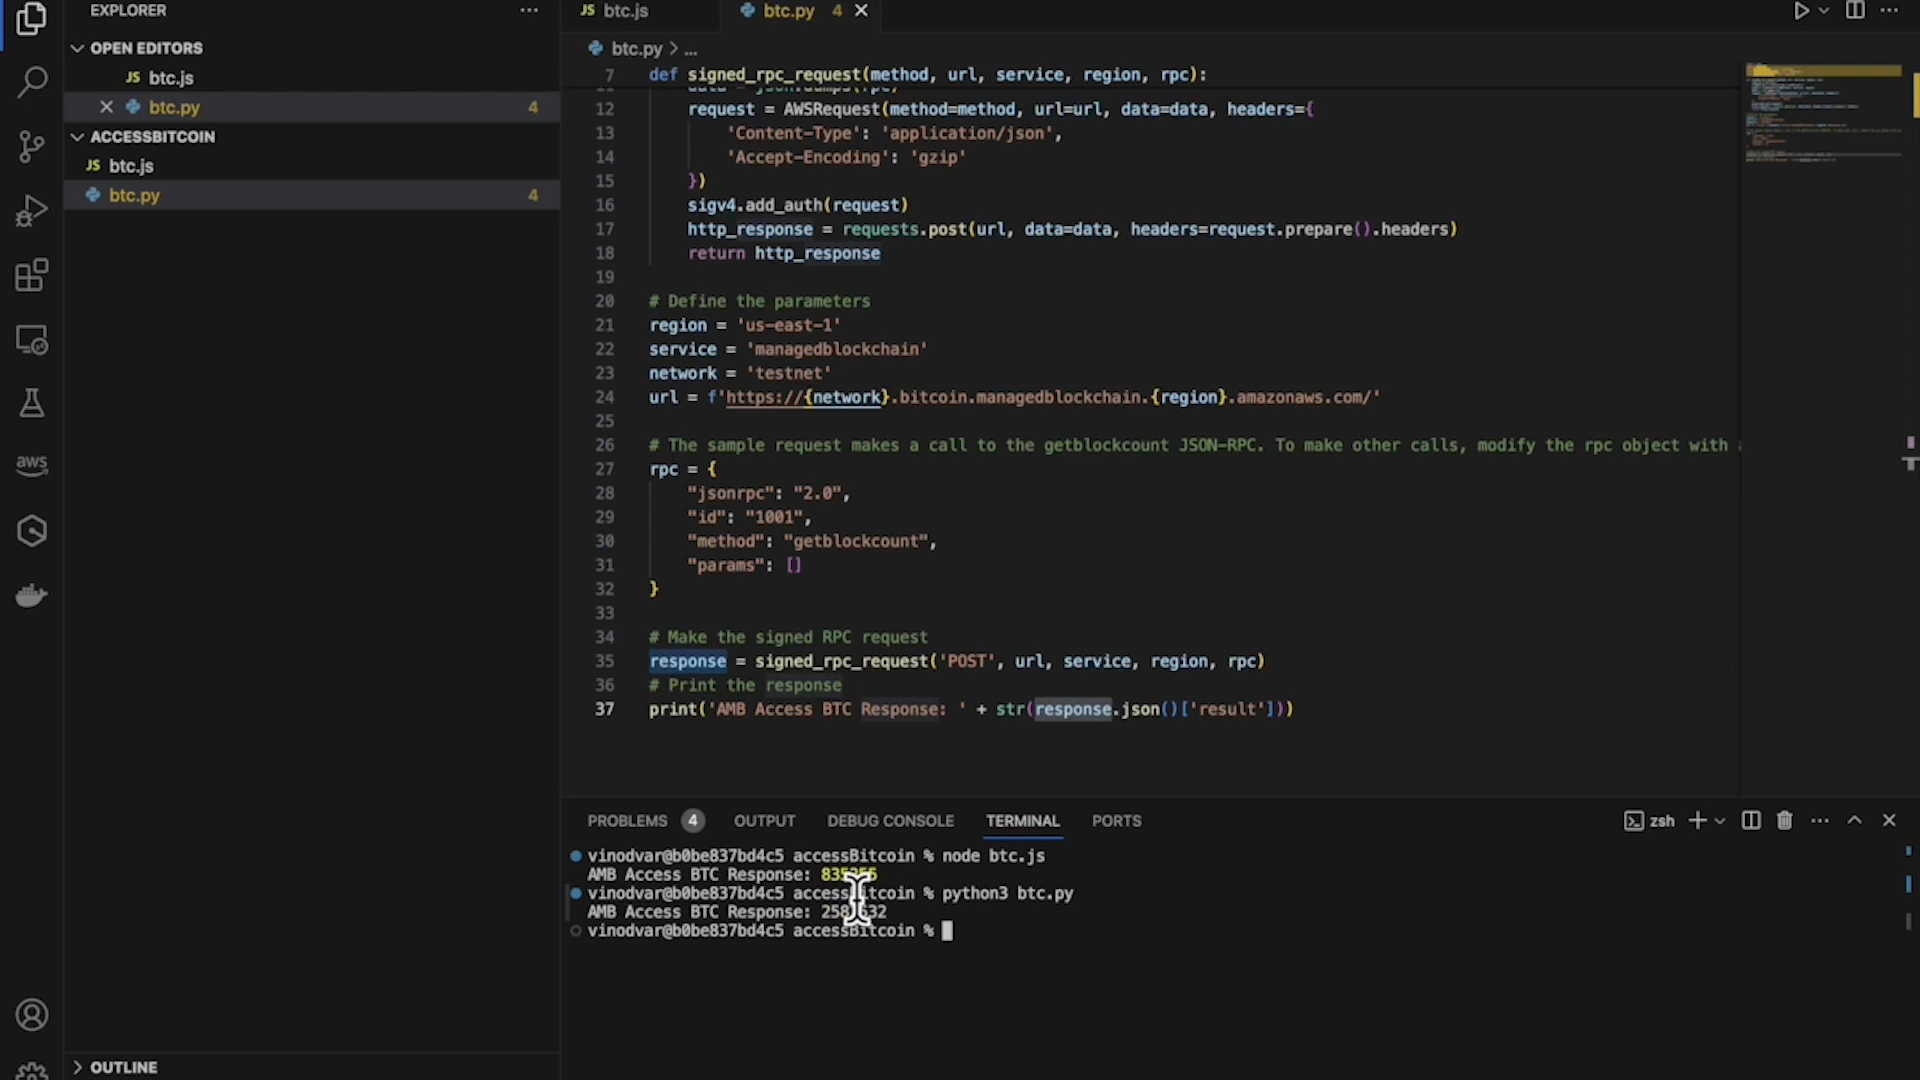 EXPLORER
OPEN EDITORS
JS btc.js
btc.py 4
ACCESSBITCOIN
JS btc.js
btc.py 4
aws
OUTLINE
JS btc.js
btc.py 4
btc.py > ...
7 def signed_rpc_request(method, url, service, region, rpc):
12 request = AWSRequest(method=method, url=url, data=data, headers={
13 'Content-Type': 'application/json',
14 'Accept-Encoding': 'gzip'
15 })
16 sigv4.add_auth(request)
17 http_response = requests.post(url, data=data, headers=request.prepare().headers)
18 return http_response
19
20 # Define the parameters
21 region = 'us-east-1'
22 service = 'managedblockchain'
23 network = 'testnet'
24 url = f'https://{network}.bitcoin.managedblockchain.{region}.amazonaws.com/'
25
26 # The sample request makes a call to the getblockcount JSON-RPC. To make other calls, modify the rpc object with
27 rpc = {
28 "jsonrpc": "2.0",
29 "id": "1001",
30 "method": "getblockcount",
31 "params": []
32 }
33
34 # Make the signed RPC request
35 response = signed_rpc_request('POST', url, service, region, rpc)
36 # Print the response
37 print('AMB Access BTC Response: ' + str(response.json()['result']))
PROBLEMS 4 OUTPUT DEBUG CONSOLE TERMINAL PORTS
zsh
vinodvar@b0be837bd4c5 accessBitcoin % node btc.js
AMB Access BTC Response:
vinodvar@b0be837bd4c5 accessBitcoin % python3 btc.py
AMB Access BTC Response:
vinodvar@b0be837bd4c5 accessBitcoin %